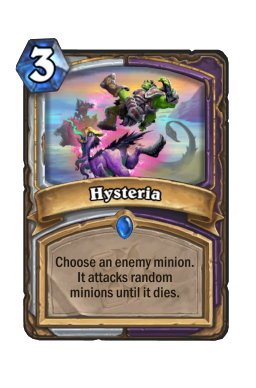 3
Hysteria
Choose an enemy minion.
It attacks random
minions until it dies.